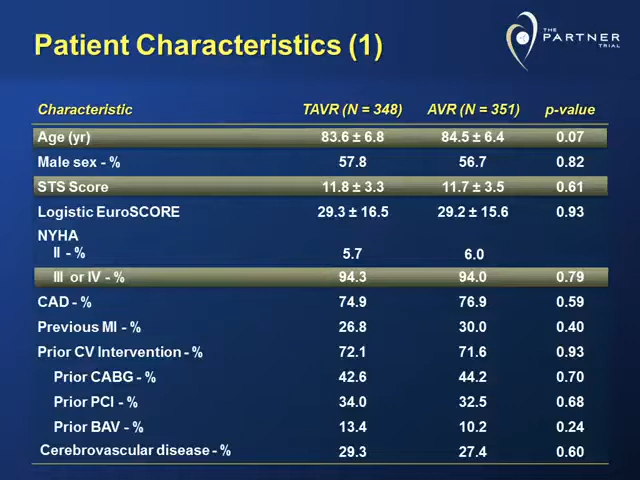 Patient Characteristics (1)
THE
PARTNER
TRIAL
Characteristic TAVR (N = 348) AVR (N = 351) p-value
Age (yr) 83.6 ± 6.8 84.5 ± 6.4 0.07
Male sex - % 57.8 56.7 0.82
STS Score 11.8 ± 3.3 11.7 ± 3.5 0.61
Logistic EuroSCORE 29.3 ± 16.5 29.2 ± 15.6 0.93
NYHA
II - % 5.7 6.0
III or IV - % 94.3 94.0 0.79
CAD - % 74.9 76.9 0.59
Previous MI - % 26.8 30.0 0.40
Prior CV Intervention - % 72.1 71.6 0.93
Prior CABG - % 42.6 44.2 0.70
Prior PCI - % 34.0 32.5 0.68
Prior BAV - % 13.4 10.2 0.24
Cerebrovascular disease - % 29.3 27.4 0.60